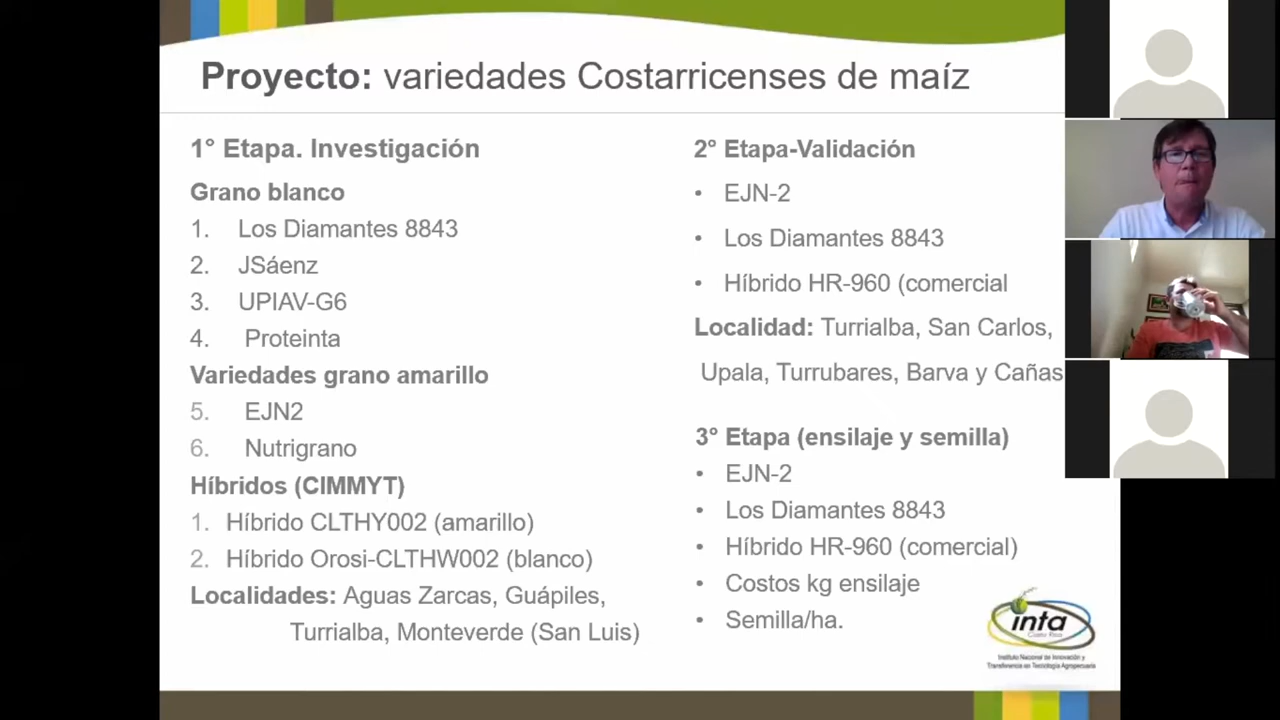 Proyecto: variedades Costarricenses de maíz
1° Etapa. Investigación
Grano blanco
1. Los Diamantes 8843
2. JSáenz
3. UPIAV-G6
4. Proteinta
Variedades grano amarillo
5. EJN2
6. Nutrigrano
Híbridos (CIMMYT)
1. Híbrido CLTHY002 (amarillo)
2. Híbrido Orosi-CLTHW002 (blanco)
Localidades: Aguas Zarcas, Guápiles,
Turrialba, Monteverde (San Luis)
2° Etapa-Validación
• EJN-2
• Los Diamantes 8843
• Híbrido HR-960 (comercial
Localidad: Turrialba, San Carlos,
Upala, Turrubares, Barva y Cañas
3° Etapa (ensilaje y semilla)
• EJN-2
• Los Diamantes 8843
• Híbrido HR-960 (comercial)
• Costos kg ensilaje
• Semilla/ha.
inta
Costa Rica
Instituto Nacional de Innovación y
Transferencia en Tecnología Agropecuaria